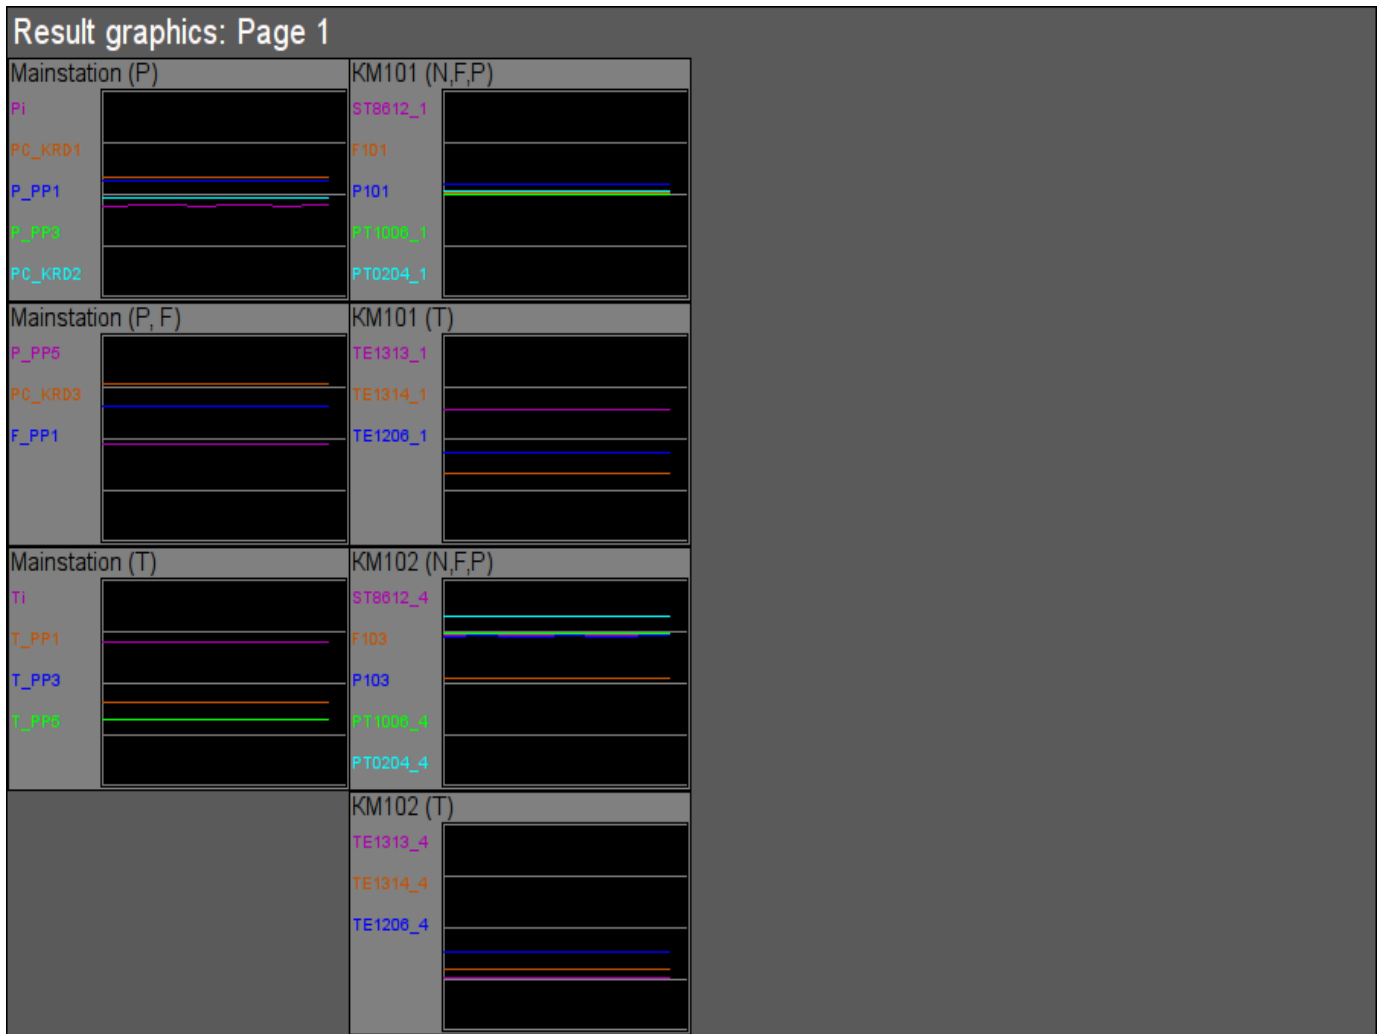 Result graphics: Page 1
Mainstation (P)
Pi
PC_KRD1
P_PP1
P_PP3
PC_KRD2
KM101 (N,F,P)
ST8612_1
F101
P101
PT1006_1
PT0204_1
Mainstation (P, F)
P_PP5
PC_KRD3
F_PP1
KM101 (T)
TE1313_1
TE1314_1
TE1206_1
Mainstation (T)
Ti
T_PP1
T_PP3
T_PP5
KM102 (N,F,P)
ST8612_4
F103
P103
PT1006_4
PT0204_4
KM102 (T)
TE1313_4
TE1314_4
TE1206_4